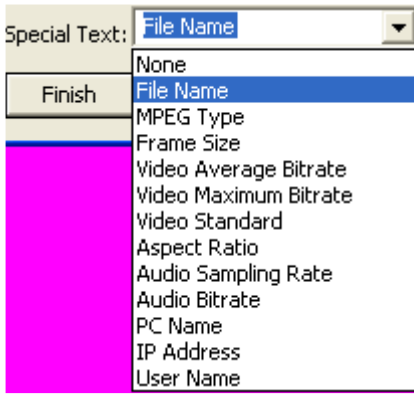 Special Text: File Name
None
Finish File Name
MPEG Type
Frame Size
Video Average Bitrate
Video Maximum Bitrate
Video Standard
Aspect Ratio
Audio Sampling Rate
Audio Bitrate
PC Name
IP Address
User Name